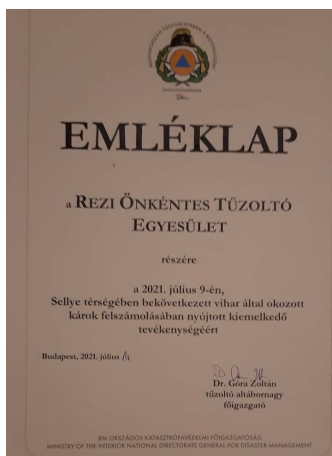 EMLÉKLAP
a REZI ÖNKÉNTES TŰZOLTÓ
EGYESÜLET
részére
a 2021. július 9-én,
Sellye térségében bekövetkezett vihar által okozott
károk felszámolásában nyújtott kiemelkedő
tevékenységéért
Budapest, 2021. július
Dr. Góra Zoltán
tűzoltó altábornagy
főigazgató
BM ORSZÁGOS KATASZTRÓFAVÉDELMI FŐIGAZGATÓSÁG
MINISTRY OF THE INTERIOR NATIONAL DIRECTORATE GENERAL FOR DISASTER MANAGEMENT